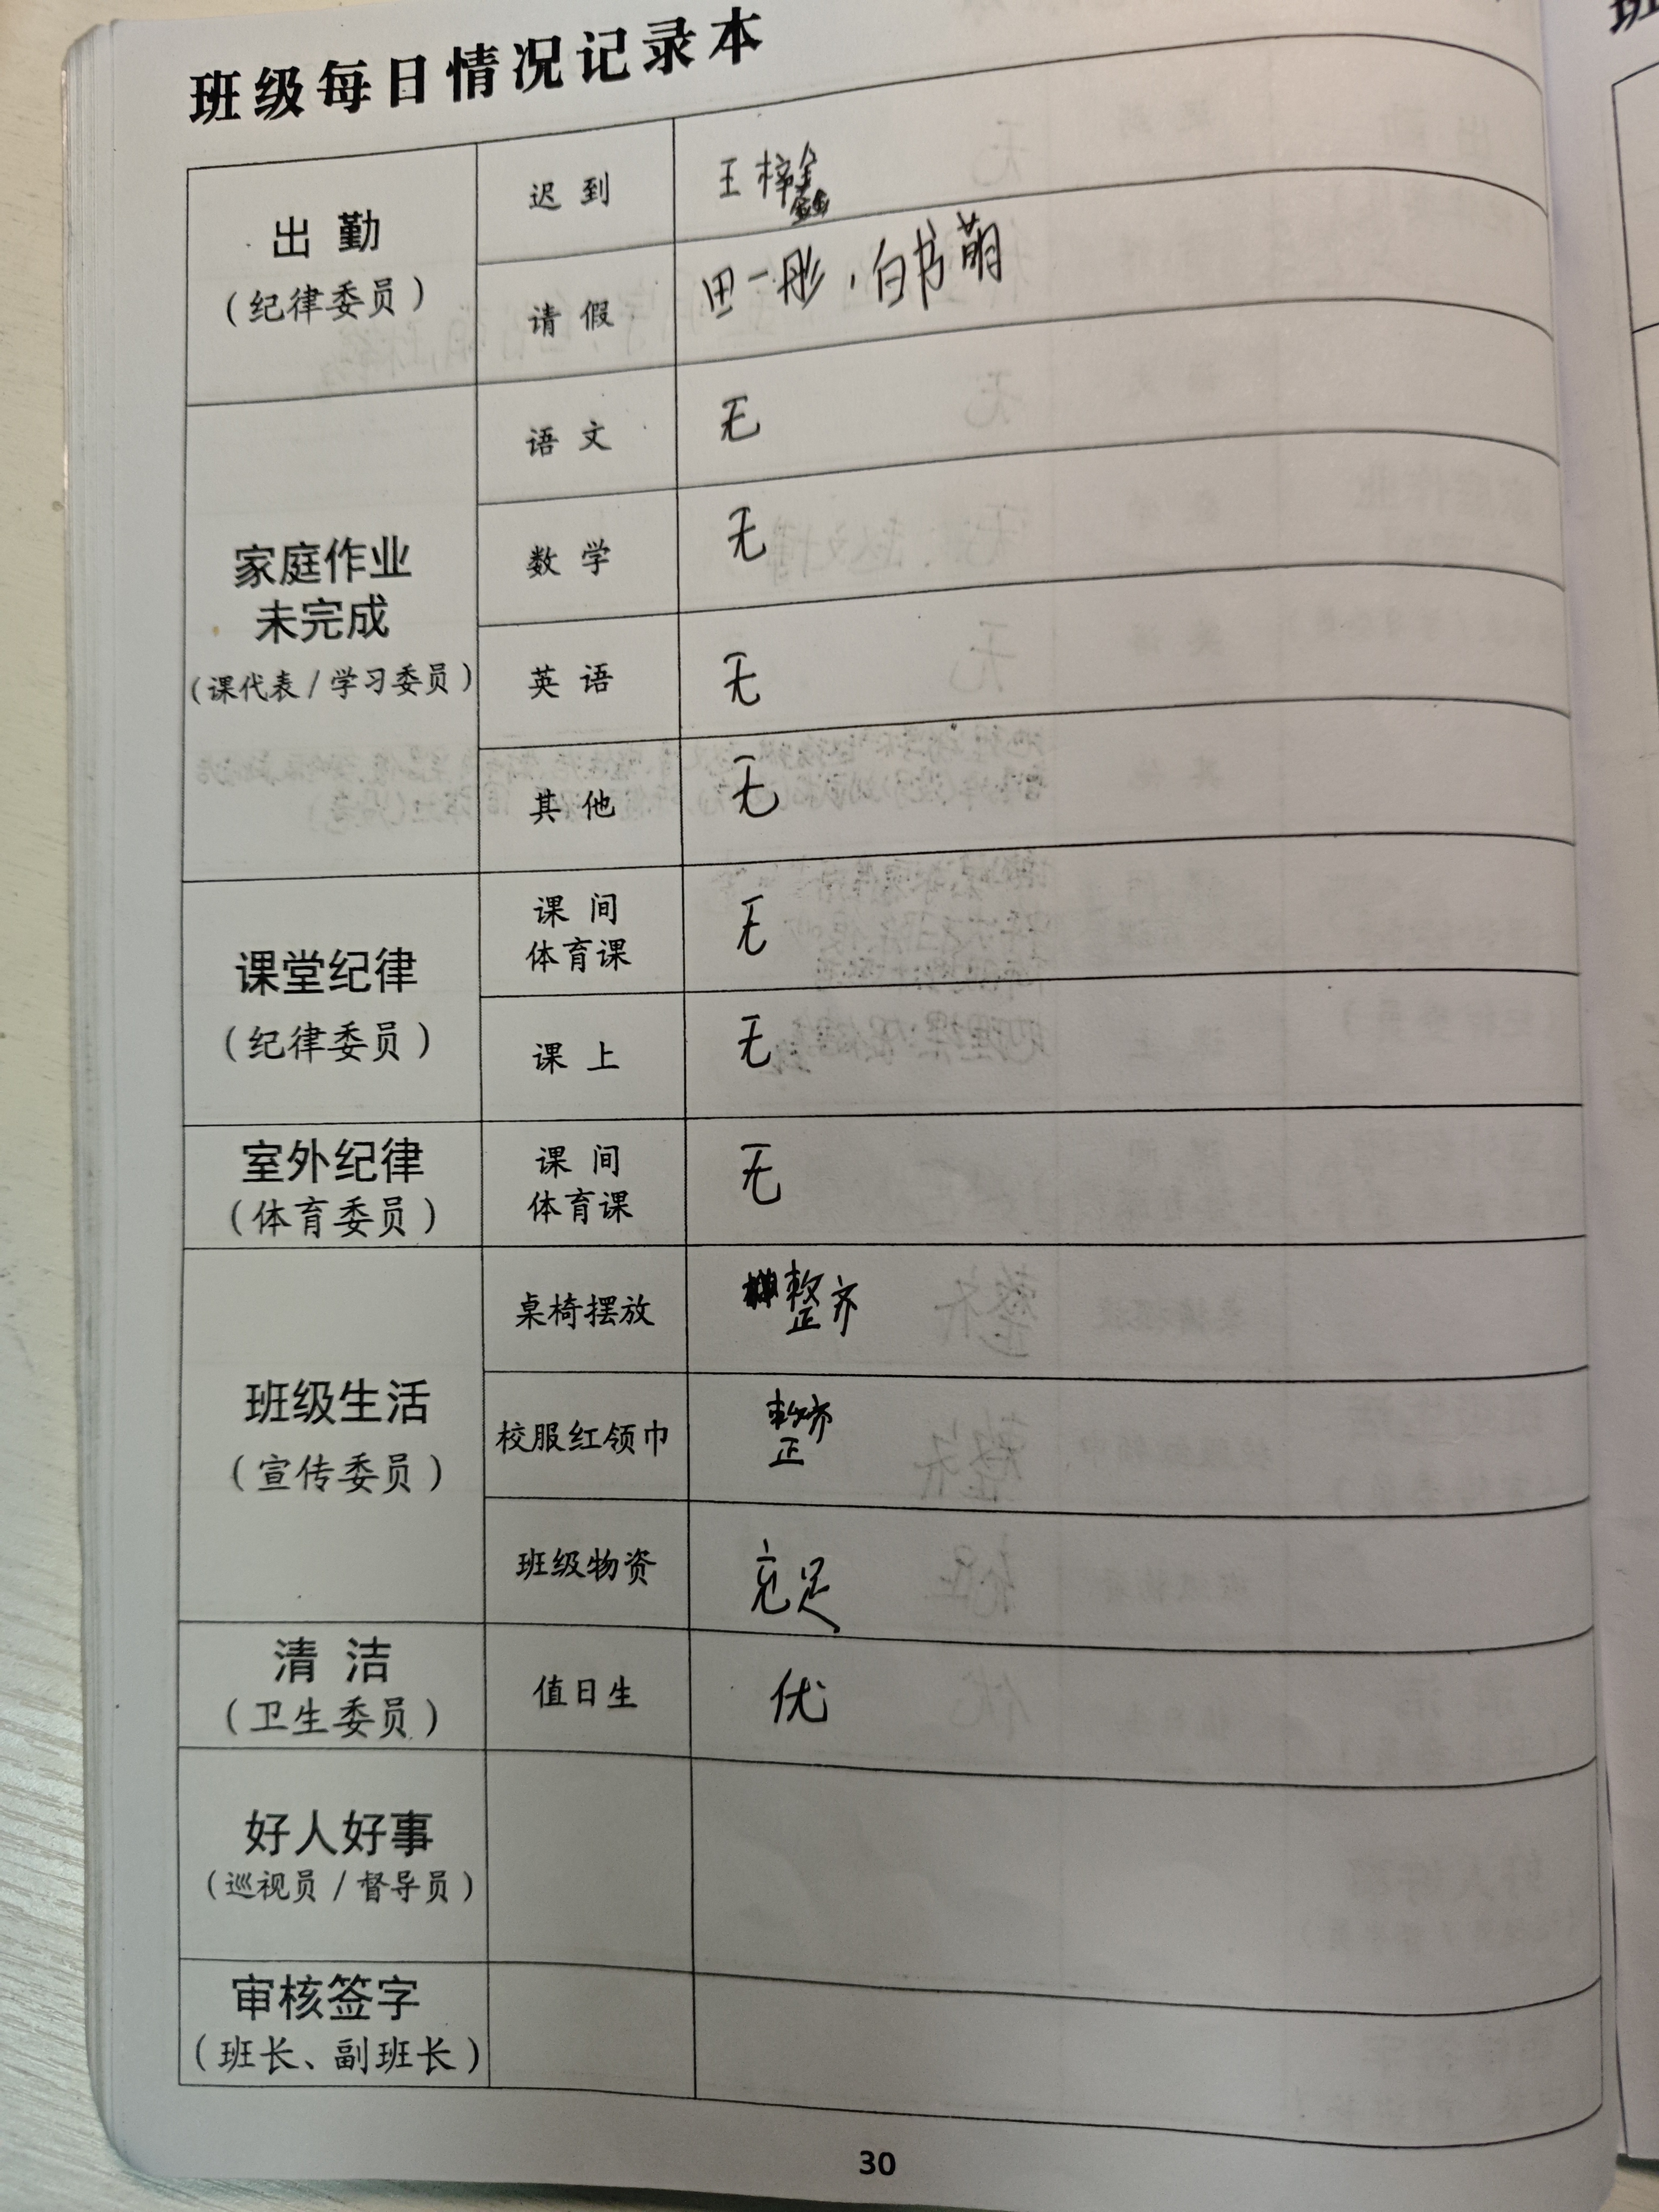 班级每日情况记录本
出勤
（纪律委员）
迟到
王梓鑫
请假
田一彤，白书萌
家庭作业
未完成
（课代表/学习委员）
语文
无
数学
无
英语
无
其他
无
课堂纪律
（纪律委员）
课间
体育课
无
课上
无
室外纪律
（体育委员）
课间
体育课
无
班级生活
（宣传委员）
桌椅摆放
整齐
校服红领巾
整齐
班级物资
充足
清洁
（卫生委员）
值日生
优
好人好事
（巡视员/督导员）
审核签字
（班长、副班长）
30